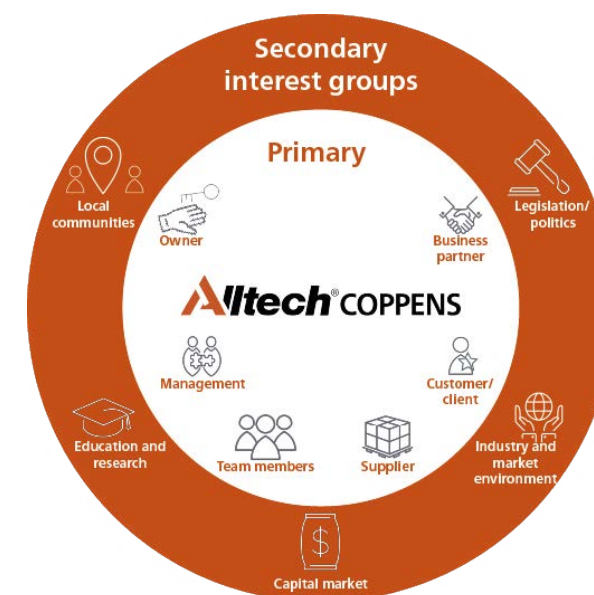 Secondary
interest groups
Primary
Local
communities
Legislation/
politics
Owner
Business
partner
Alltech® COPPENS
Management
Customer/
client
Education and
research
Team members
Supplier
Industry and
market
environment
$
Capital market